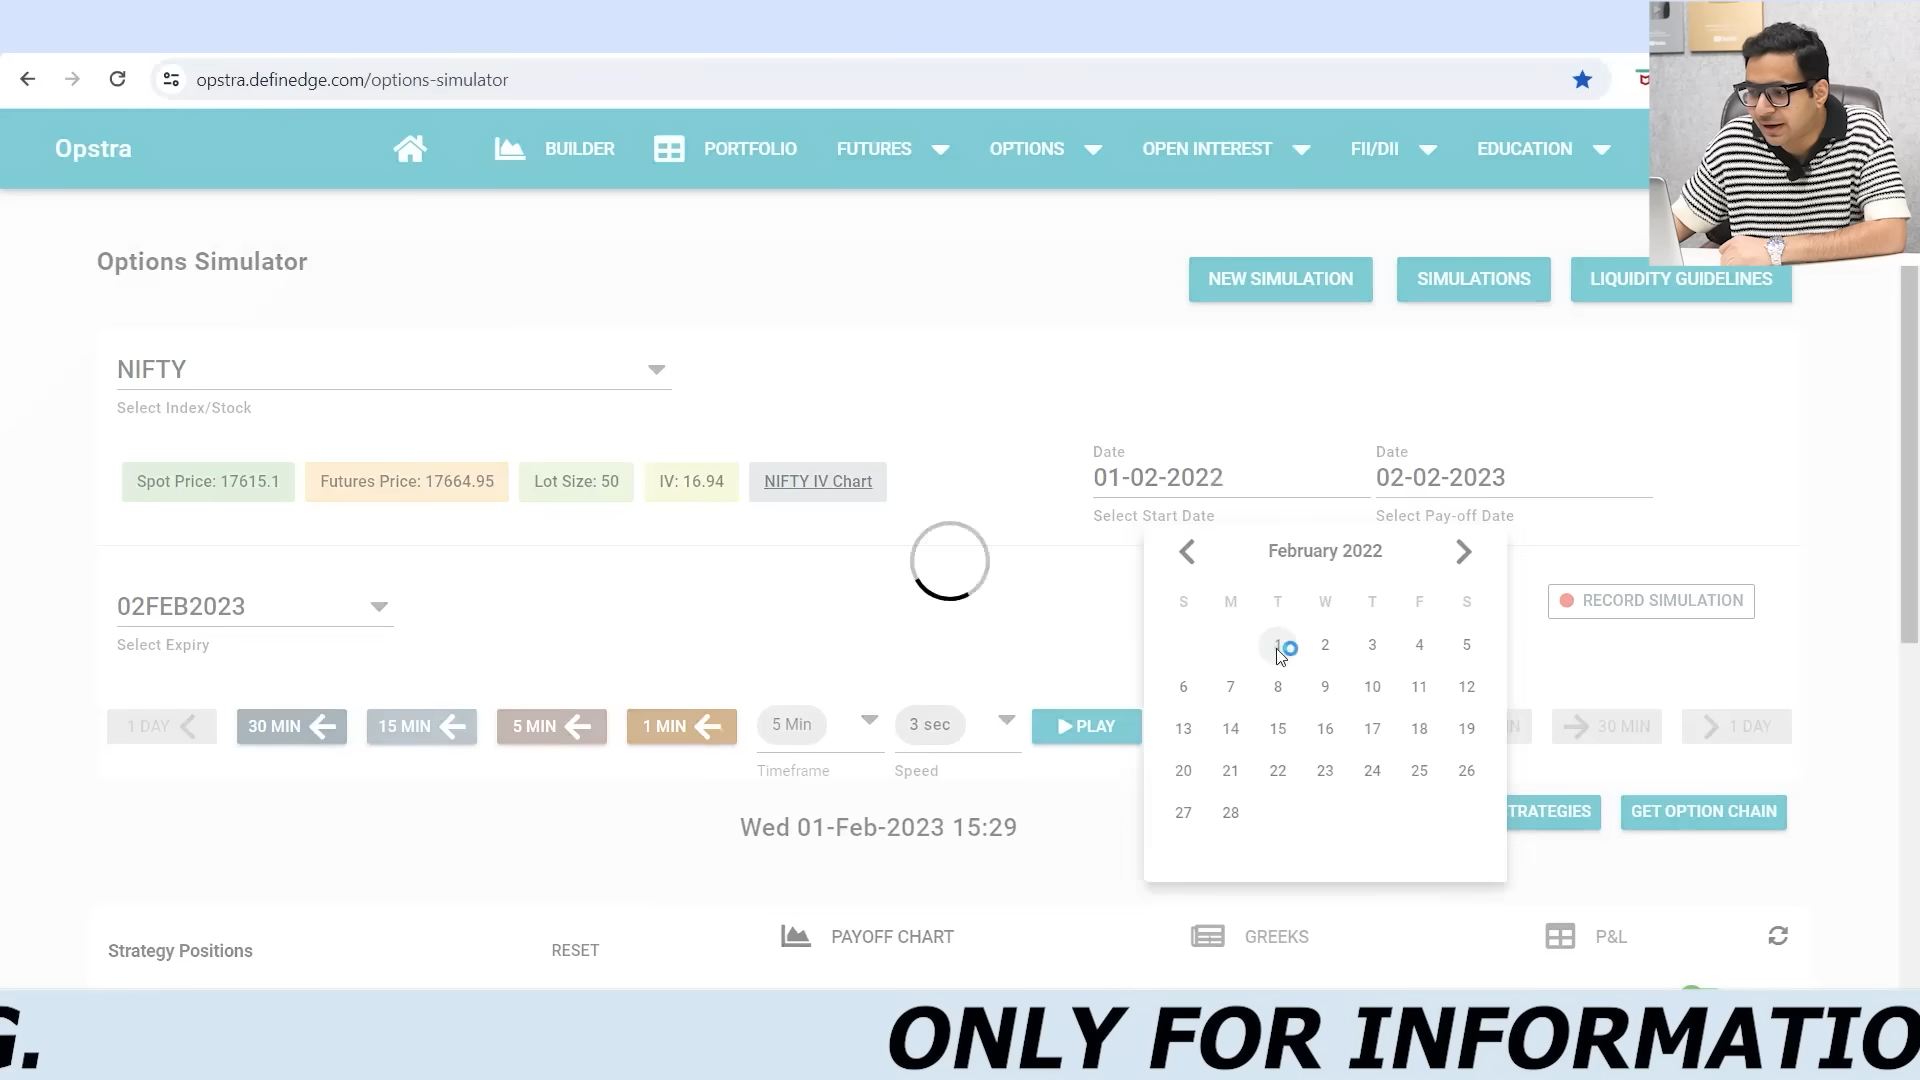 opstra.definedge.com/options-simulator
Opstra
BUILDER
PORTFOLIO
FUTURES
OPTIONS
OPEN INTEREST
FII/DII
EDUCATION
Options Simulator
NEW SIMULATION
SIMULATIONS
LIQUIDITY GUIDELINES
NIFTY
Select Index/Stock
Spot Price: 17615.1
Futures Price: 17664.95
Lot Size: 50
IV: 16.94
NIFTY IV Chart
Date
01-02-2022
Select Start Date
Date
02-02-2023
Select Pay-off Date
February 2022
S M T W T F S
1 2 3 4 5
6 7 8 9 10 11 12
13 14 15 16 17 18 19
20 21 22 23 24 25 26
27 28
02FEB2023
Select Expiry
RECORD SIMULATION
1 DAY
30 MIN
15 MIN
5 MIN
1 MIN
5 Min
Timeframe
3 sec
Speed
PLAY
30 MIN
1 DAY
Wed 01-Feb-2023 15:29
TRATEGIES
GET OPTION CHAIN
Strategy Positions
RESET
PAYOFF CHART
GREEKS
P&L
G. ONLY FOR INFORMATIO